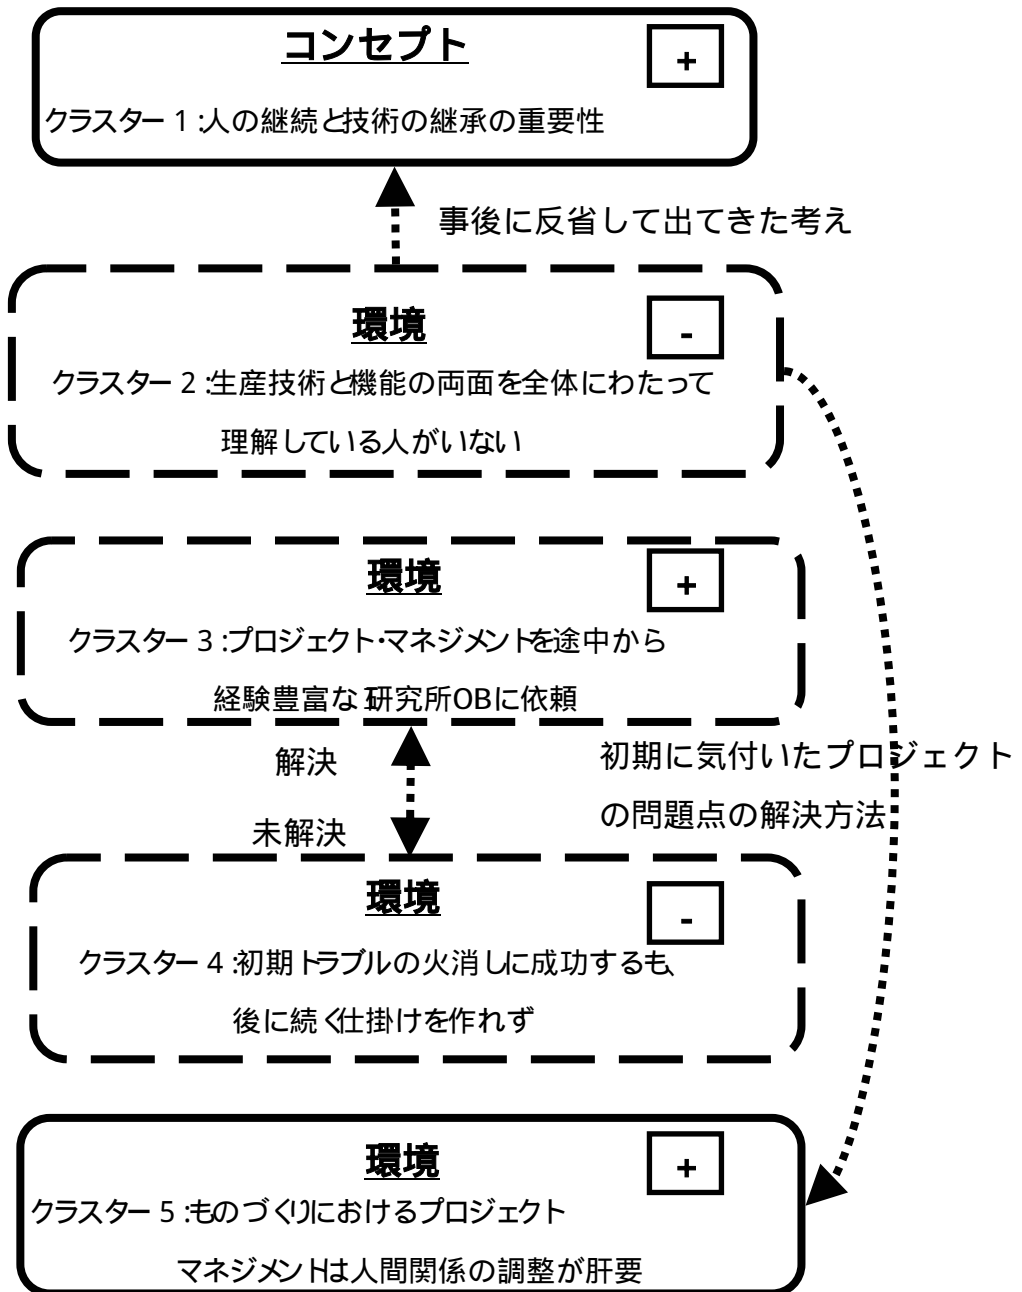 コンセプト
+
クラスター 1 :人の継続と技術の継承の重要性
事後に反省して出てきた考え
環境
-
クラスター 2 :生産技術と機能の両面を全体にわたって
理解している人がいない
環境
+
クラスター 3 :プロジェクト・マネジメントを途中から
経験豊富な研究所OBに依頼
解決
未解決
初期に気付いたプロジェクト
の問題点の解決方法
環境
-
クラスター 4 :初期トラブルの火消しに成功するも、
後に続く仕掛けを作れず
環境
+
クラスター 5 :ものづくりにおけるプロジェクト
マネジメントは人間関係の調整が肝要